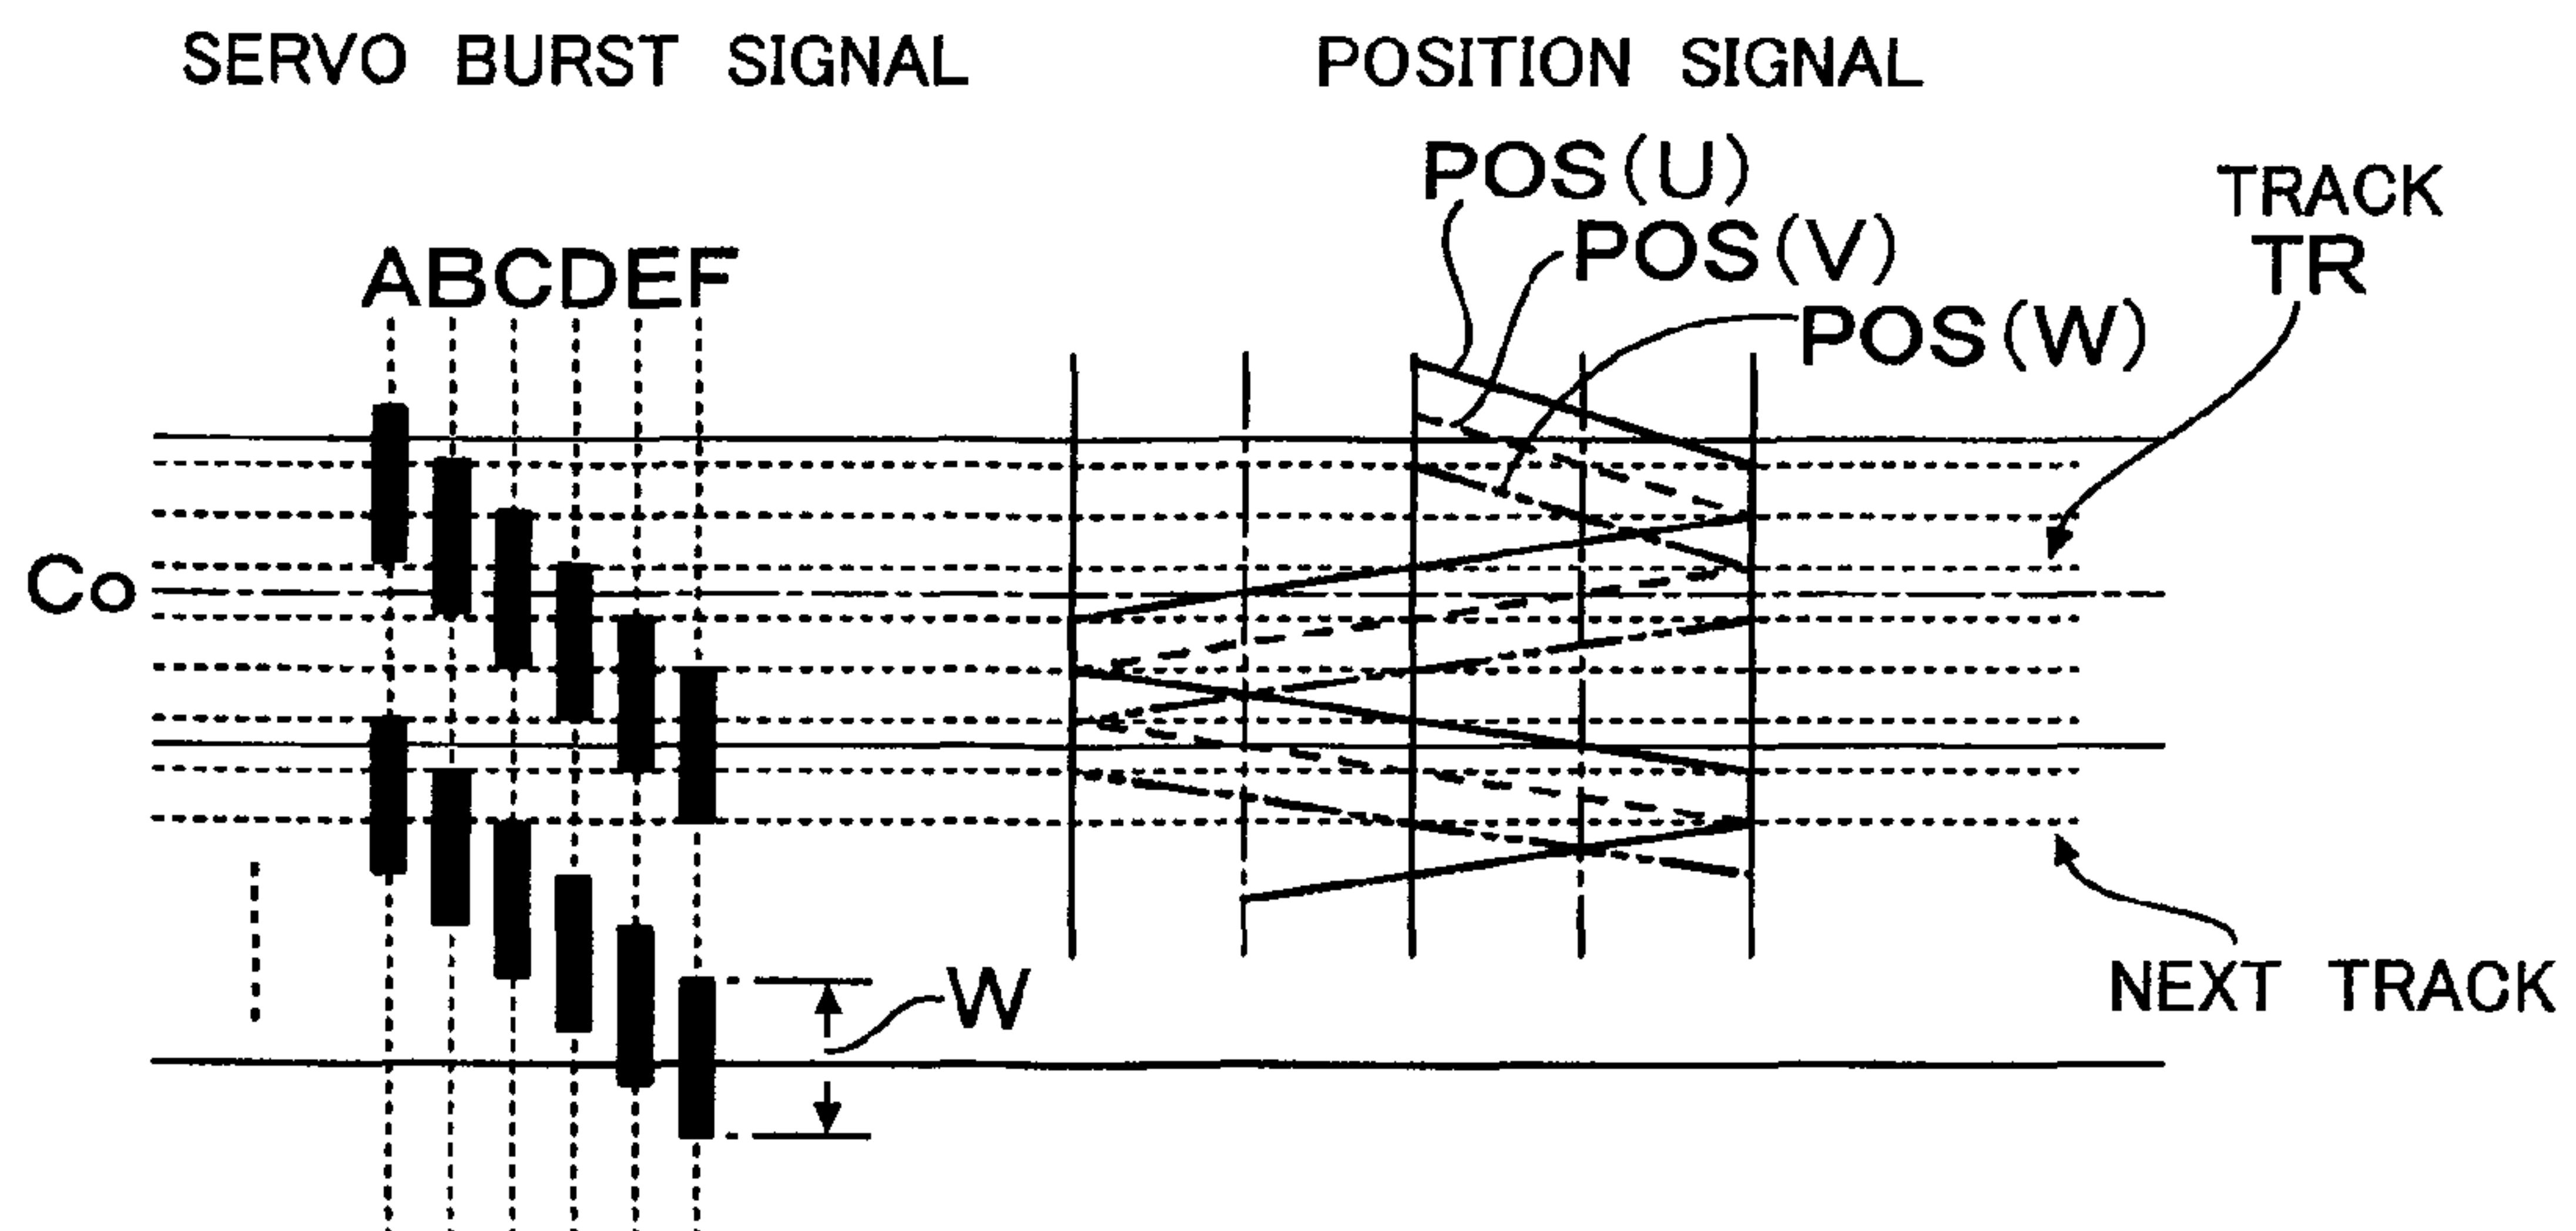 SERVO BURST SIGNAL
POSITION SIGNAL
POS(U)
POS(V)
POS(W)
TRACK
TR
ABCDEF
Co
W
NEXT TRACK